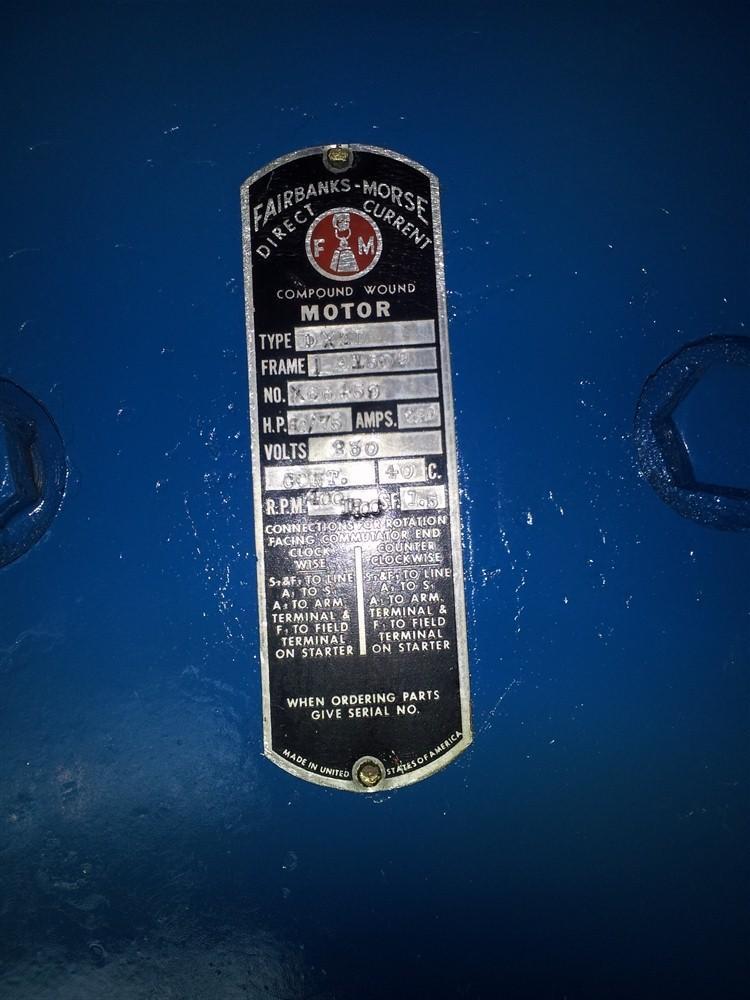 FAIRBANKS-MORSE
DIRECT CURRENT
F M
COMPOUND WOUND
MOTOR
TYPE
FRAME
NO.
H.P. AMPS.
VOLTS 230
CONT. 40 C.
R.P.M. SF.
CONNECTIONS FOR ROTATION
FACING COMMUTATOR END
CLOCK
WISE
S₁&F₁ TO LINE
A₁ TO S₂
A₂ TO ARM.
TERMINAL &
F₂ TO FIELD
TERMINAL
ON STARTER
COUNTER
CLOCKWISE
S₁&F₁ TO LINE
A₂ TO S₂
A₁ TO ARM.
TERMINAL &
F₂ TO FIELD
TERMINAL
ON STARTER
WHEN ORDERING PARTS
GIVE SERIAL NO.
MADE IN UNITED STATES OF AMERICA